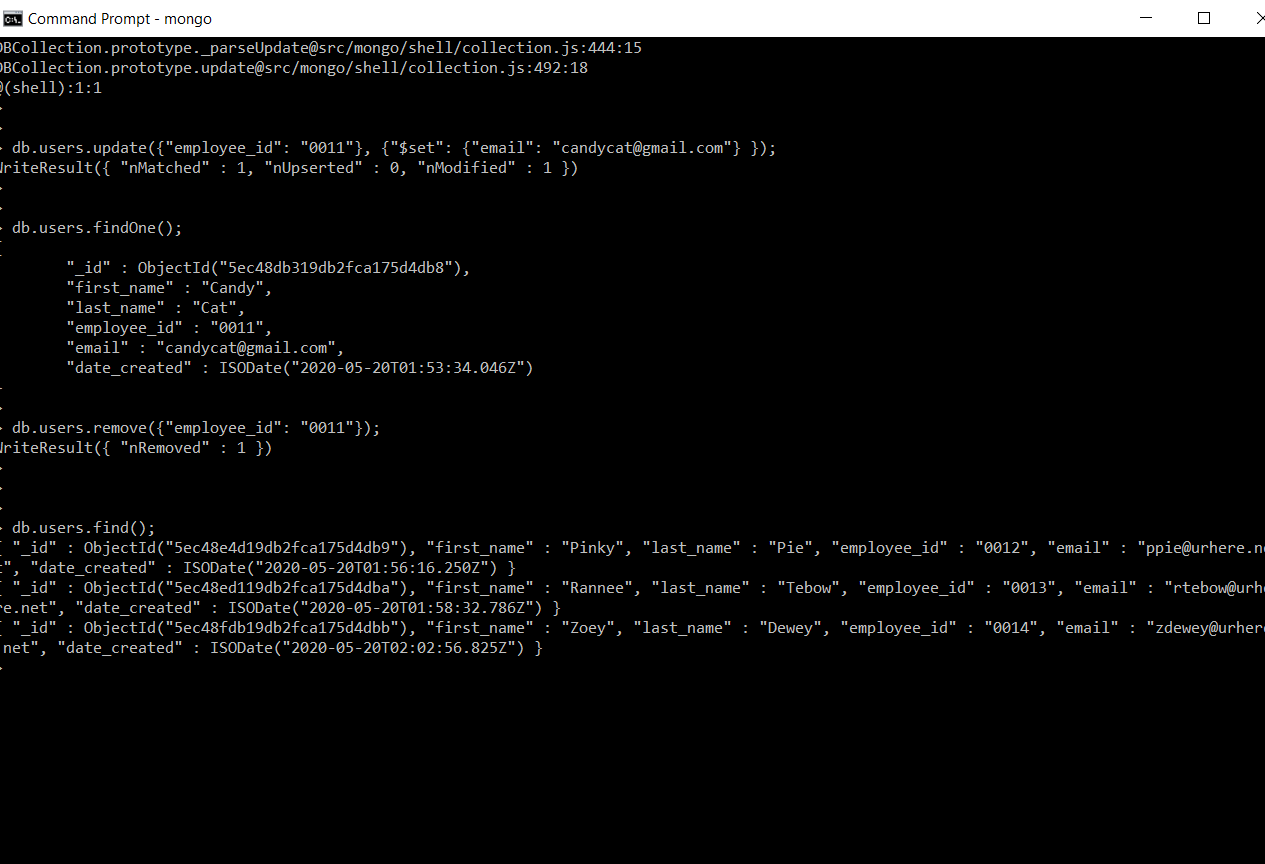 Command Prompt - mongo
DBCollection.prototype._parseUpdate@src/mongo/shell/collection.js:444:15
DBCollection.prototype.update@src/mongo/shell/collection.js:492:18
@(shell):1:1
>
>
> db.users.update({"employee_id": "0011"}, {"$set": {"email": "candycat@gmail.com"} });
WriteResult({ "nMatched" : 1, "nUpserted" : 0, "nModified" : 1 })
>
>
> db.users.findOne();
{
"_id" : ObjectId("5ec48db319db2fca175d4db8"),
"first_name" : "Candy",
"last_name" : "Cat",
"employee_id" : "0011",
"email" : "candycat@gmail.com",
"date_created" : ISODate("2020-05-20T01:53:34.046Z")
}
>
> db.users.remove({"employee_id": "0011"});
WriteResult({ "nRemoved" : 1 })
>
>
>
> db.users.find();
{ "_id" : ObjectId("5ec48e4d19db2fca175d4db9"), "first_name" : "Pinky", "last_name" : "Pie", "employee_id" : "0012", "email" : "ppie@urhere.ne
t", "date_created" : ISODate("2020-05-20T01:56:16.250Z") }
{ "_id" : ObjectId("5ec48ed119db2fca175d4dba"), "first_name" : "Rannee", "last_name" : "Tebow", "employee_id" : "0013", "email" : "rtebow@urhe
re.net", "date_created" : ISODate("2020-05-20T01:58:32.786Z") }
{ "_id" : ObjectId("5ec48fdb19db2fca175d4dbb"), "first_name" : "Zoey", "last_name" : "Dewey", "employee_id" : "0014", "email" : "zdewey@urhere
.net", "date_created" : ISODate("2020-05-20T02:02:56.825Z") }
>